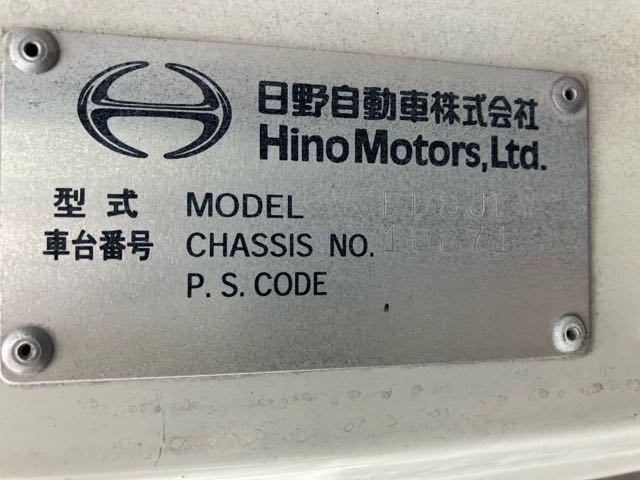 日野自動車株式会社
Hino Motors, Ltd.
型式 MODEL
車台番号 CHASSIS NO. 10871
P. S. CODE